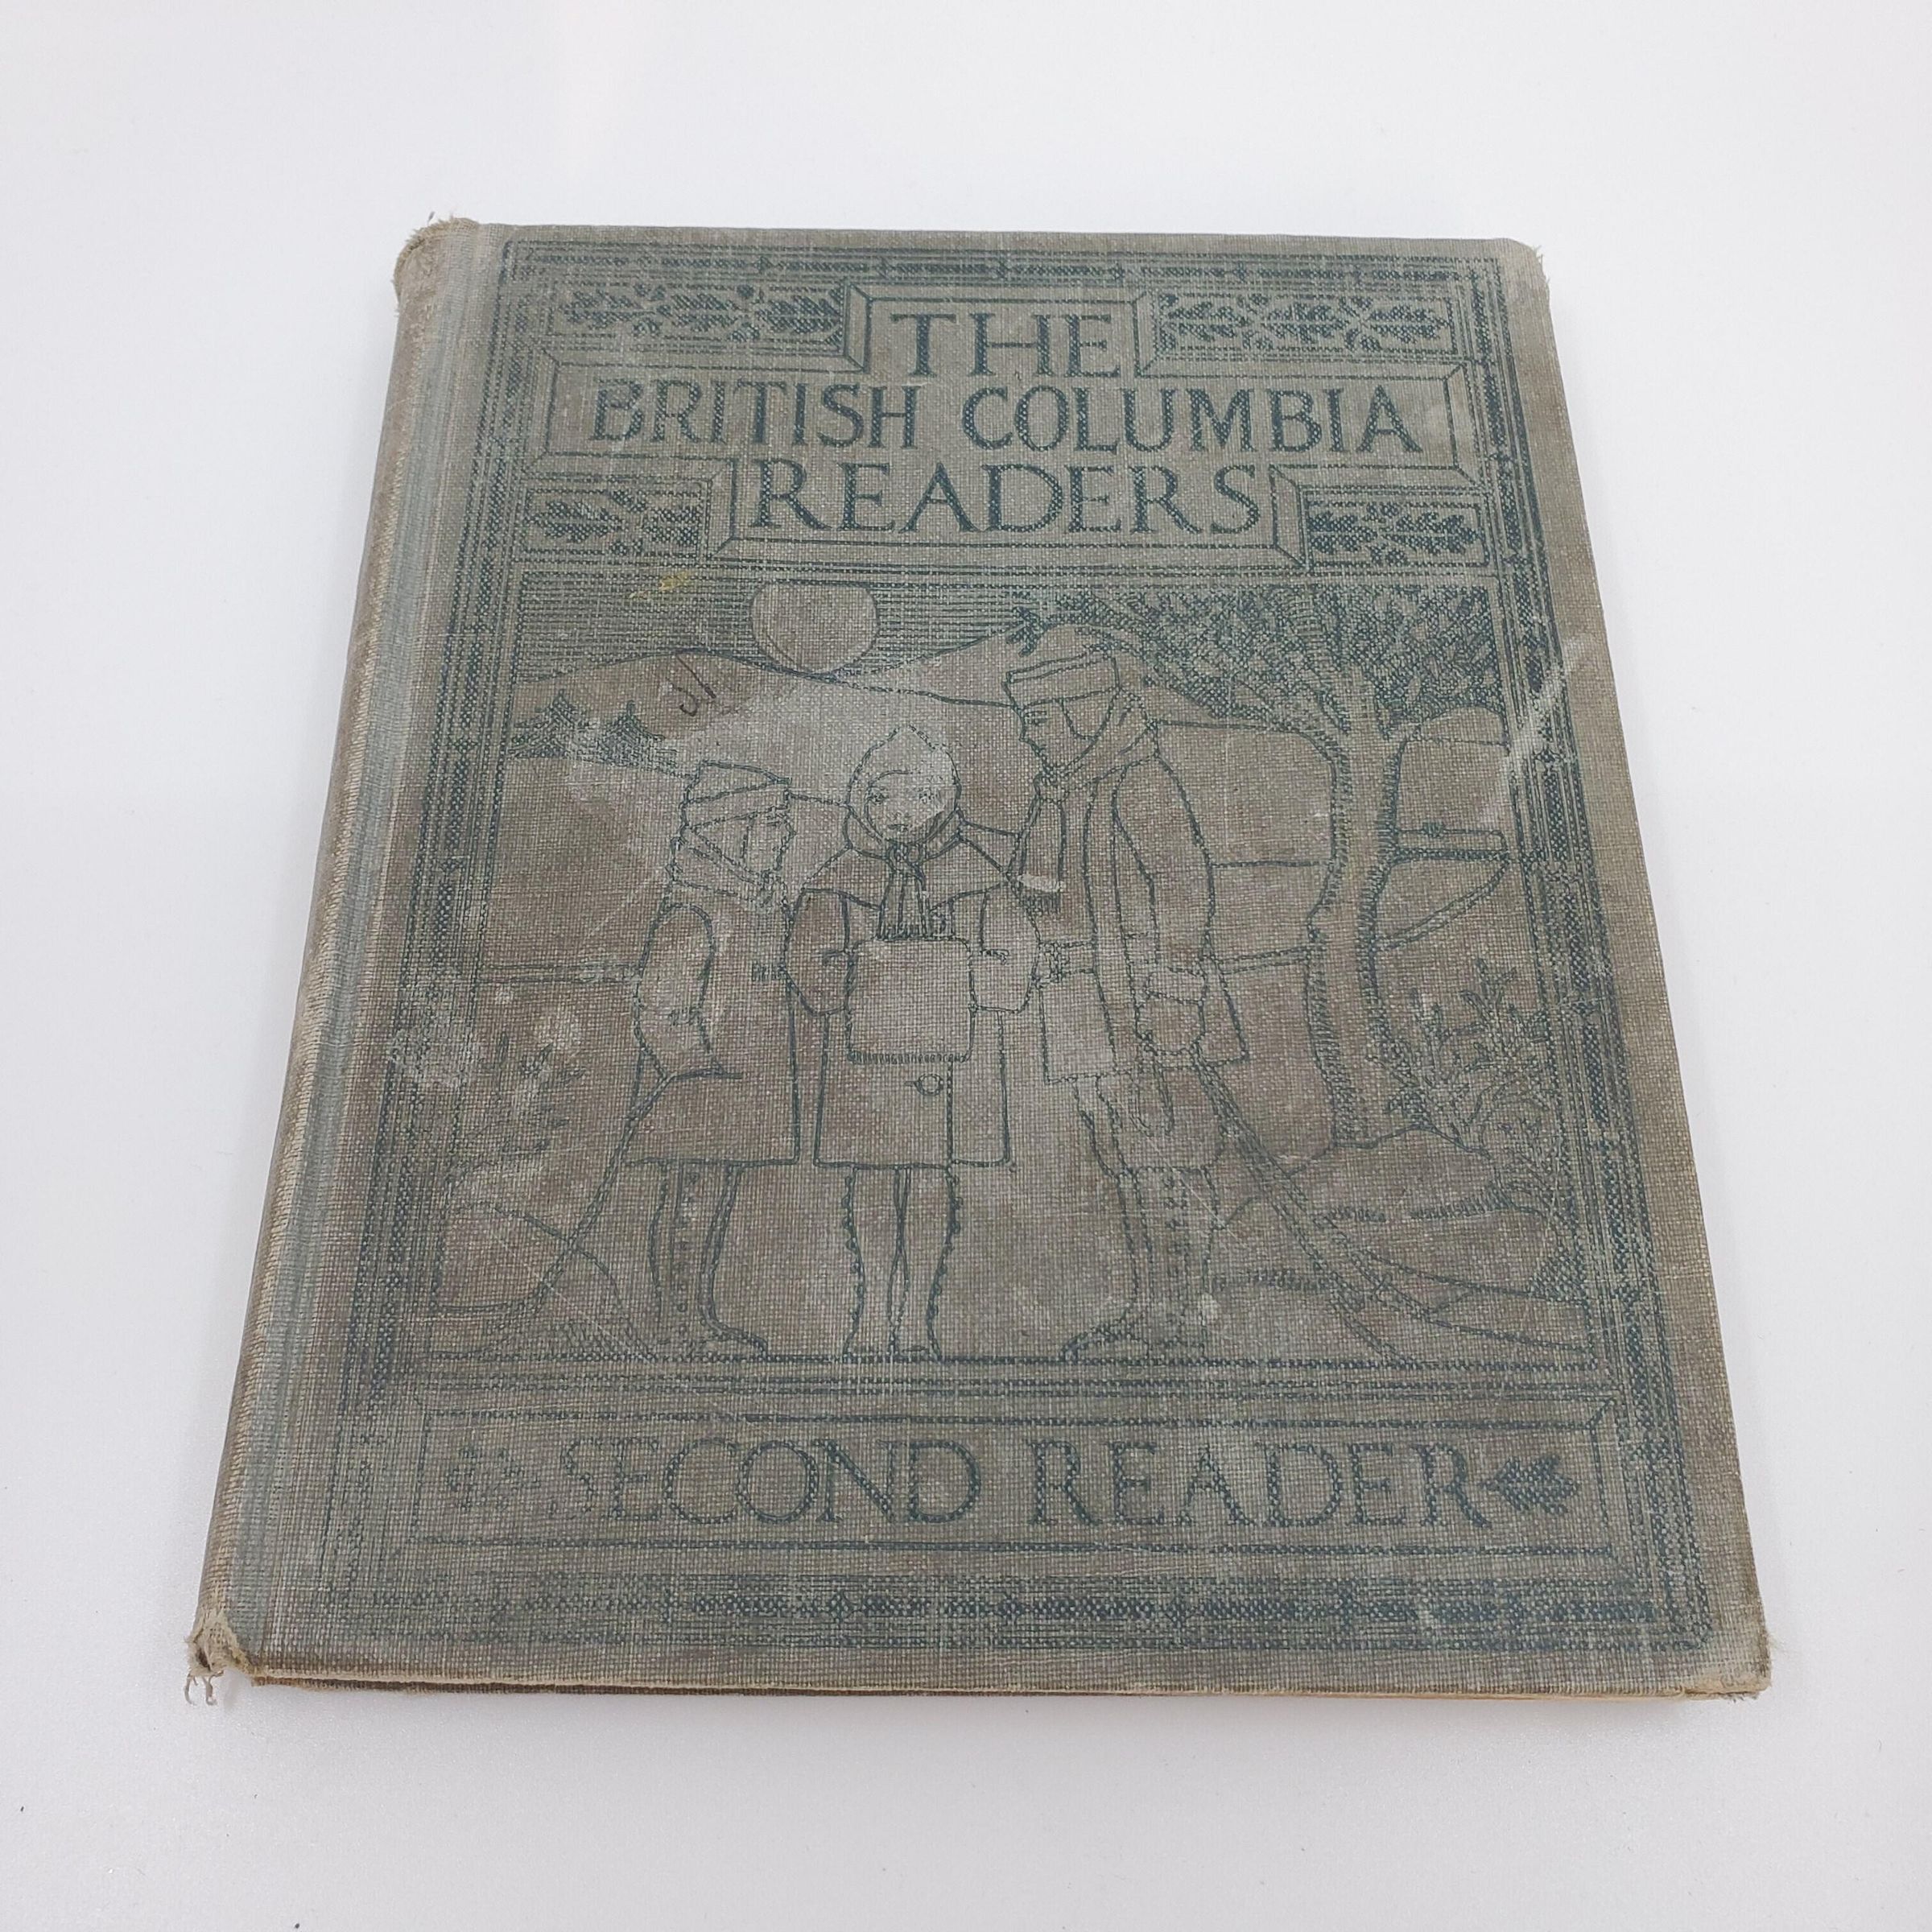 THE
BRITISH COLUMBIA
READERS
SECOND READER